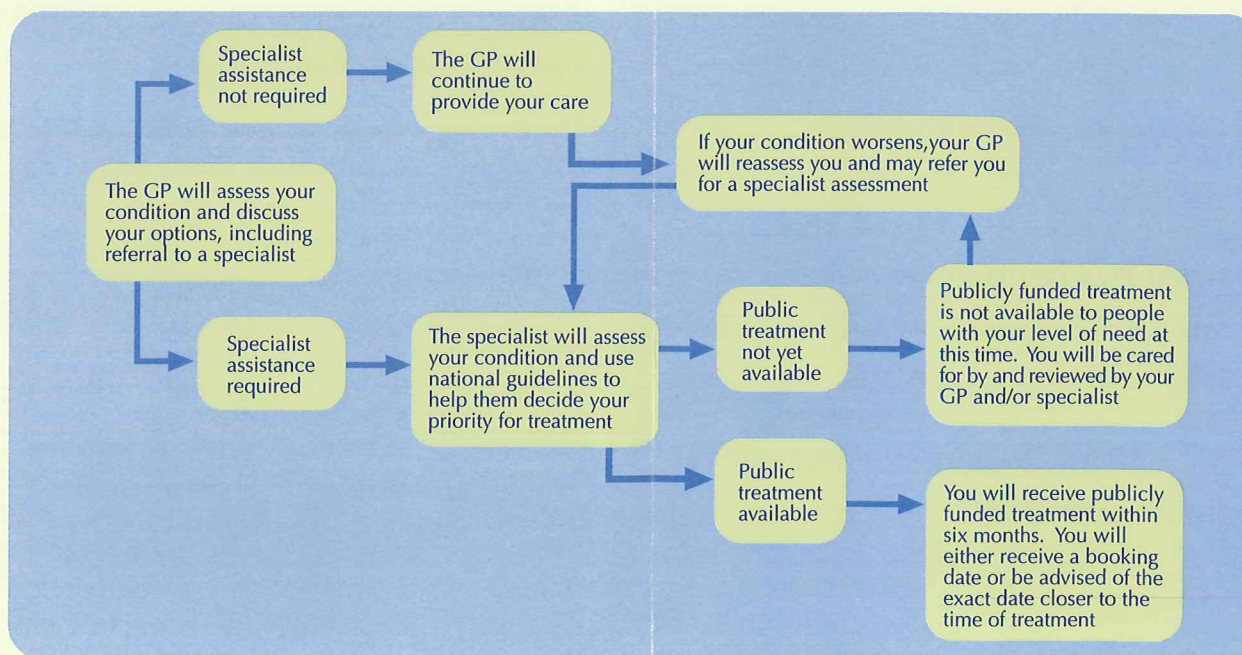 Specialist
assistance
not required
The GP will
continue to
provide your care
If your condition worsens,your GP
will reassess you and may refer you
for a specialist assessment
The GP will assess your
condition and discuss
your options, including
referral to a specialist
Specialist
assistance
required
The specialist will assess
your condition and use
national guidelines to
help them decide your
priority for treatment
Public
treatment
not yet
available
Publicly funded treatment
is not available to people
with your level of need at
this time. You will be cared
for by and reviewed by your
GP and/or specialist
Public
treatment
available
You will receive publicly
funded treatment within
six months. You will
either receive a booking
date or be advised of the
exact date closer to the
time of treatment